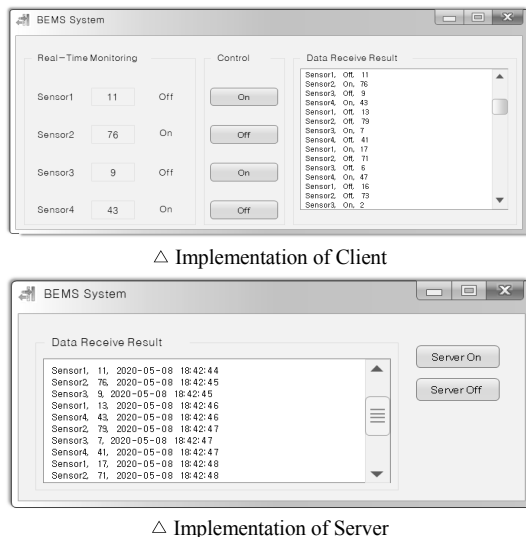 BEMS System
Real-Time Monitoring
Control
Data Receive Result
Sensor1 11 Off On
Sensor2 76 On Off
Sensor3 9 Off On
Sensor4 43 On Off
Sensor1, Off, 11
Sensor2, On, 76
Sensor3, Off, 9
Sensor4, On, 43
Sensor1, Off, 13
Sensor2, Off, 79
Sensor3, On, 7
Sensor4, Off, 41
Sensor1, On, 17
Sensor2, Off, 71
Sensor3, Off, 6
Sensor4, On, 47
Sensor1, Off, 16
Sensor2, Off, 73
Sensor3, On, 2
△ Implementation of Client
BEMS System
Data Receive Result
Sensor1, 11, 2020-05-08 18:42:44
Sensor2, 76, 2020-05-08 18:42:45
Sensor3, 9, 2020-05-08 18:42:45
Sensor1, 13, 2020-05-08 18:42:46
Sensor4, 43, 2020-05-08 18:42:46
Sensor2, 79, 2020-05-08 18:42:47
Sensor3, 7, 2020-05-08 18:42:47
Sensor4, 41, 2020-05-08 18:42:47
Sensor1, 17, 2020-05-08 18:42:48
Sensor2, 71, 2020-05-08 18:42:48
Server On
Server Off
△ Implementation of Server